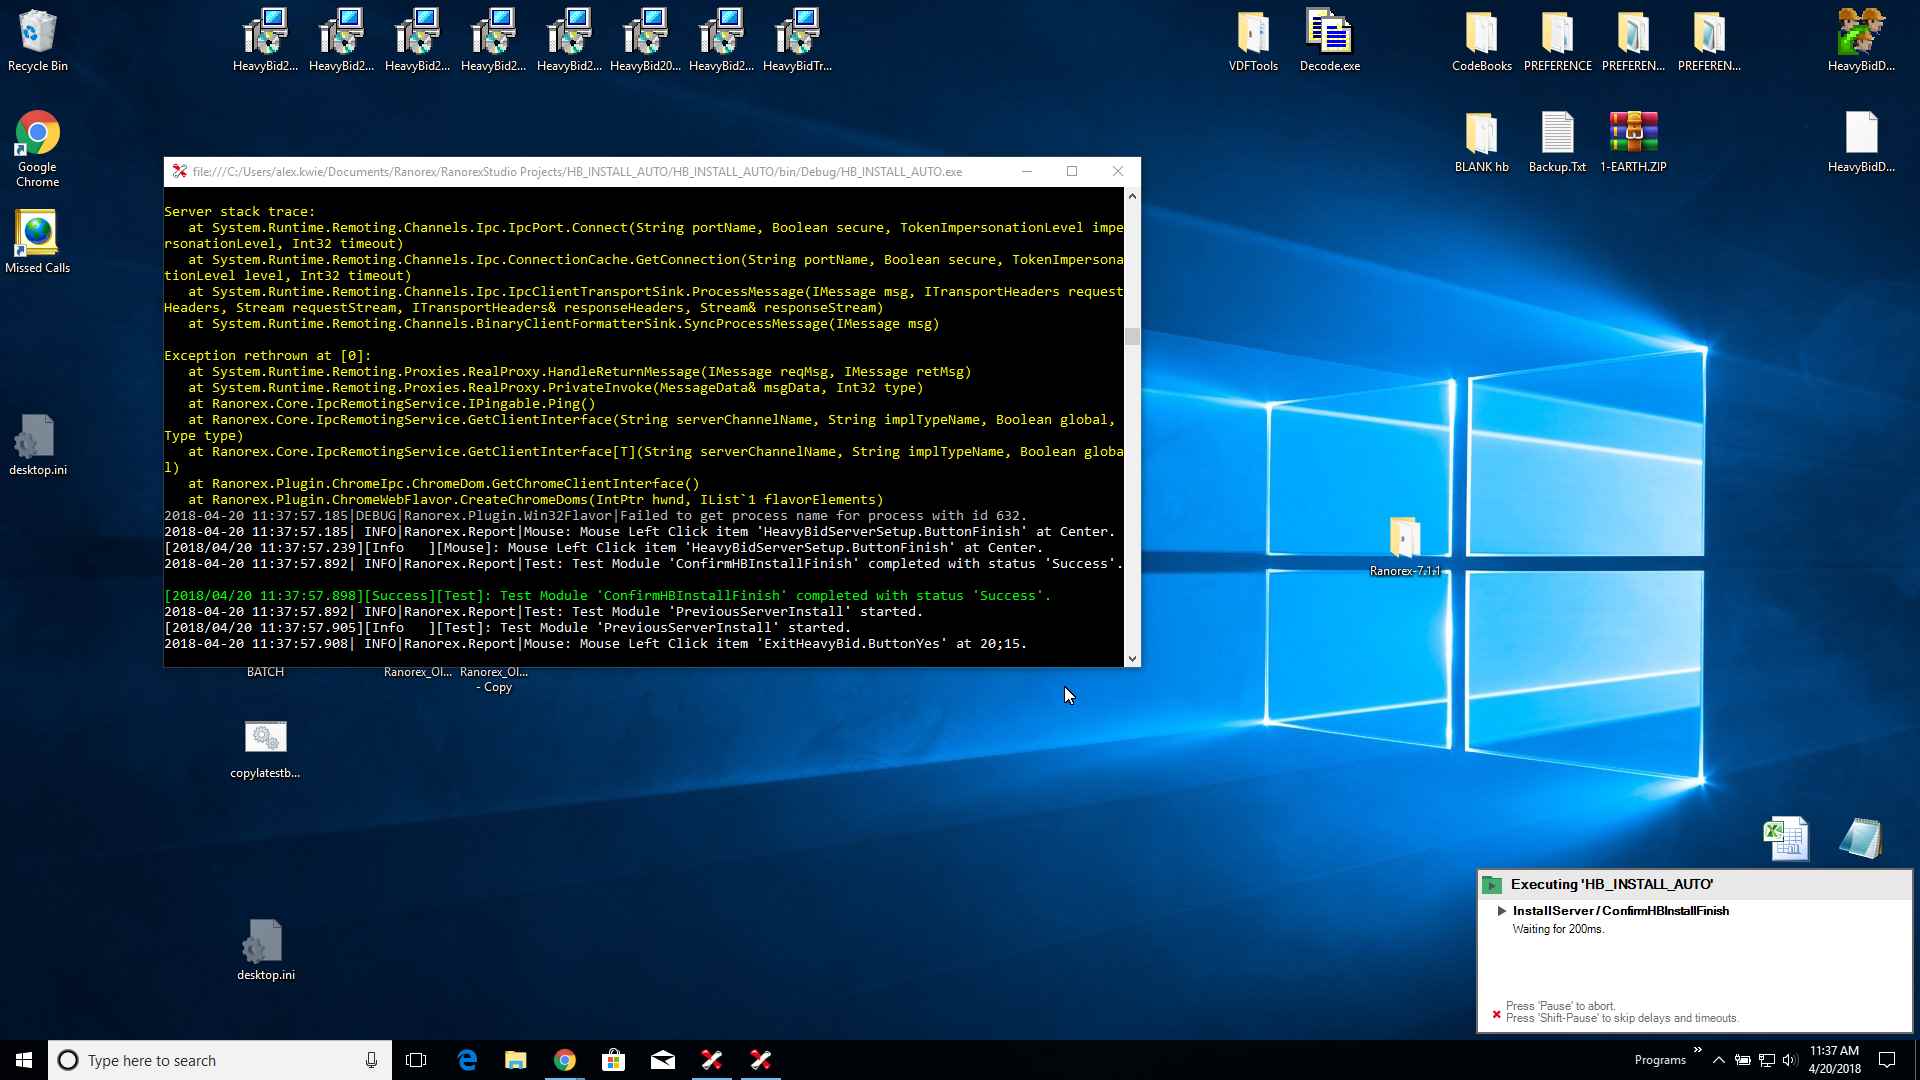 Recycle Bin
HeavyBid2...
HeavyBid2...
HeavyBid2...
HeavyBid2...
HeavyBid2...
HeavyBid20...
HeavyBid2...
HeavyBidTr...
VDFTools
Decode.exe
CodeBooks
PREFERENCE
PREFEREN...
PREFEREN...
HeavyBidD...
Google
Chrome
BLANK hb
Backup.Txt
1-EARTH.ZIP
HeavyBidD...
Missed Calls
desktop.ini
file:///C:/Users/alex.kwie/Documents/Ranorex/RanorexStudio Projects/HB_INSTALL_AUTO/HB_INSTALL_AUTO/bin/Debug/HB_INSTALL_AUTO.exe
Server stack trace:
at System.Runtime.Remoting.Channels.Ipc.IpcPort.Connect(String portName, Boolean secure, TokenImpersonationLevel impe
rsonationLevel, Int32 timeout)
at System.Runtime.Remoting.Channels.Ipc.ConnectionCache.GetConnection(String portName, Boolean secure, TokenImpersona
tionLevel level, Int32 timeout)
at System.Runtime.Remoting.Channels.Ipc.IpcClientTransportSink.ProcessMessage(IMessage msg, ITransportHeaders request
Headers, Stream requestStream, ITransportHeaders& responseHeaders, Stream& responseStream)
at System.Runtime.Remoting.Channels.BinaryClientFormatterSink.SyncProcessMessage(IMessage msg)
Exception rethrown at [0]:
at System.Runtime.Remoting.Proxies.RealProxy.HandleReturnMessage(IMessage reqMsg, IMessage retMsg)
at System.Runtime.Remoting.Proxies.RealProxy.PrivateInvoke(MessageData& msgData, Int32 type)
at Ranorex.Core.IpcRemotingService.IPingable.Ping()
at Ranorex.Core.IpcRemotingService.GetClientInterface(String serverChannelName, String implTypeName, Boolean global,
Type type)
at Ranorex.Core.IpcRemotingService.GetClientInterface[T](String serverChannelName, String implTypeName, Boolean globa
l)
at Ranorex.Plugin.ChromeIpc.ChromeDom.GetChromeClientInterface()
at Ranorex.Plugin.ChromeWebFlavor.CreateChromeDoms(IntPtr hwnd, IList`1 flavorElements)
2018-04-20 11:37:57.185|DEBUG|Ranorex.Plugin.Win32Flavor|Failed to get process name for process with id 632.
2018-04-20 11:37:57.185| INFO|Ranorex.Report|Mouse: Mouse Left Click item 'HeavyBidServerSetup.ButtonFinish' at Center.
[2018/04/20 11:37:57.239][Info   ][Mouse]: Mouse Left Click item 'HeavyBidServerSetup.ButtonFinish' at Center.
2018-04-20 11:37:57.892| INFO|Ranorex.Report|Test: Test Module 'ConfirmHBInstallFinish' completed with status 'Success'.
[2018/04/20 11:37:57.898][Success][Test]: Test Module 'ConfirmHBInstallFinish' completed with status 'Success'.
2018-04-20 11:37:57.892| INFO|Ranorex.Report|Test: Test Module 'PreviousServerInstall' started.
[2018/04/20 11:37:57.905][Info   ][Test]: Test Module 'PreviousServerInstall' started.
2018-04-20 11:37:57.908| INFO|Ranorex.Report|Mouse: Mouse Left Click item 'ExitHeavyBid.ButtonYes' at 20;15.
Ranorex-7.1.1
BATCH
Ranorex_Ol...
Ranorex_Ol...
- Copy
copylatestb...
desktop.ini
Executing 'HB_INSTALL_AUTO'
InstallServer / ConfirmHBInstallFinish
Waiting for 200ms.
Press 'Pause' to abort.
Press 'Shift-Pause' to skip delays and timeouts.
Type here to search
Programs
11:37 AM
4/20/2018